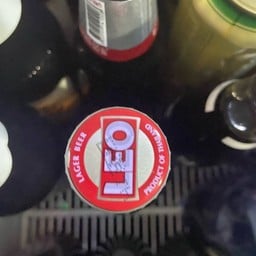 LAGER BEER
LEO
PRODUCT OF THAILAND